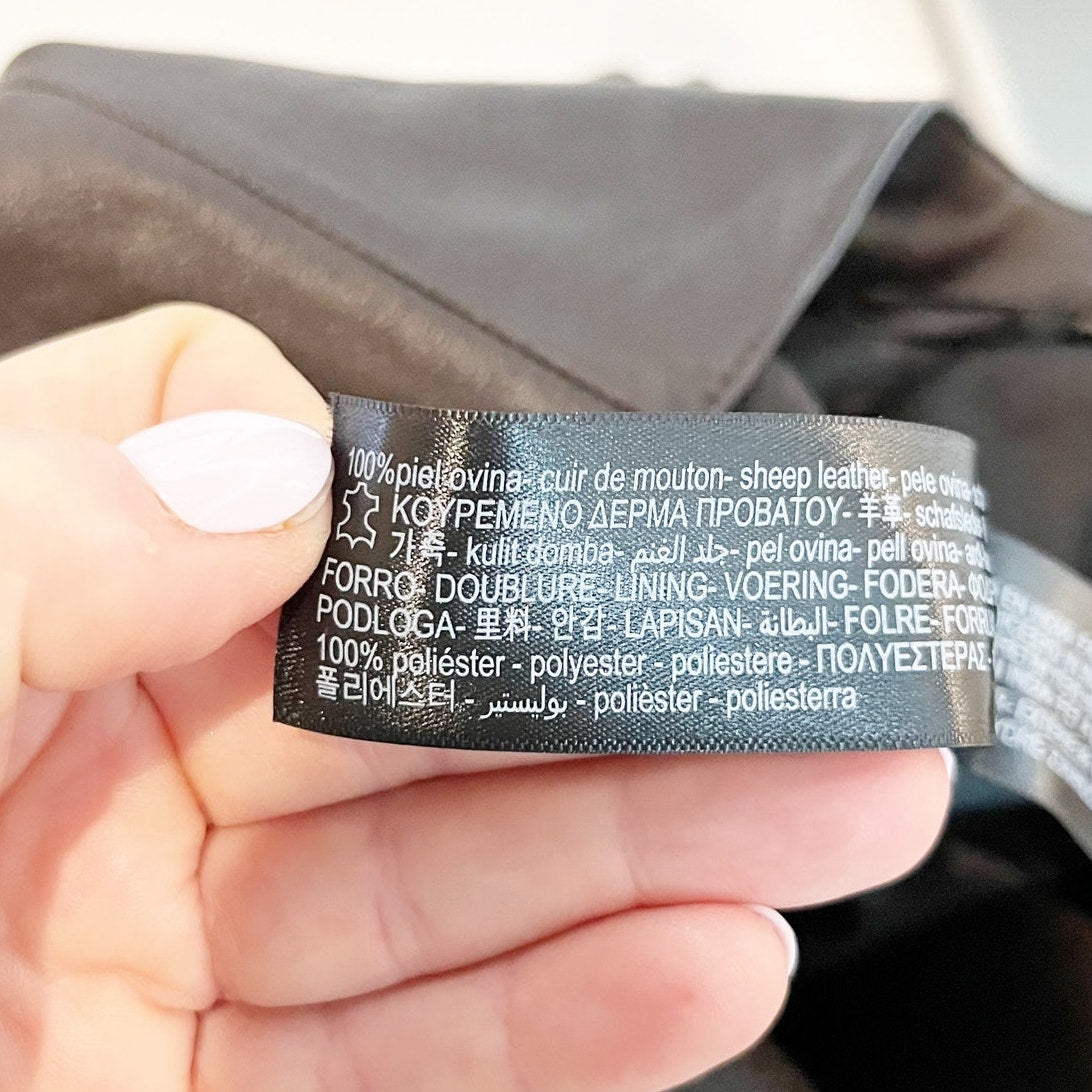 100%piel ovina- cuir de mouton- sheep leather- pele ovina-
ΚΟΥΡΕΜΕΝΟ ΔΕΡΜΑ ΠΡΟΒΑΤΟΥ- 羊革-
가죽- kulit domba- جلد الغنم- pel ovina- pell ovina-
FORRO- DOUBLURE- LINING- VOERING- FODERA-
PODLOGA- 里料- 안감- LAPISAN- البطانة- FOLRE-
100% poliéster - polyester - poliestere - ΠΟΛΥΕΣΤΕΡΑΣ -
폴리에스터 - بوليستير - polièster - poliesterra